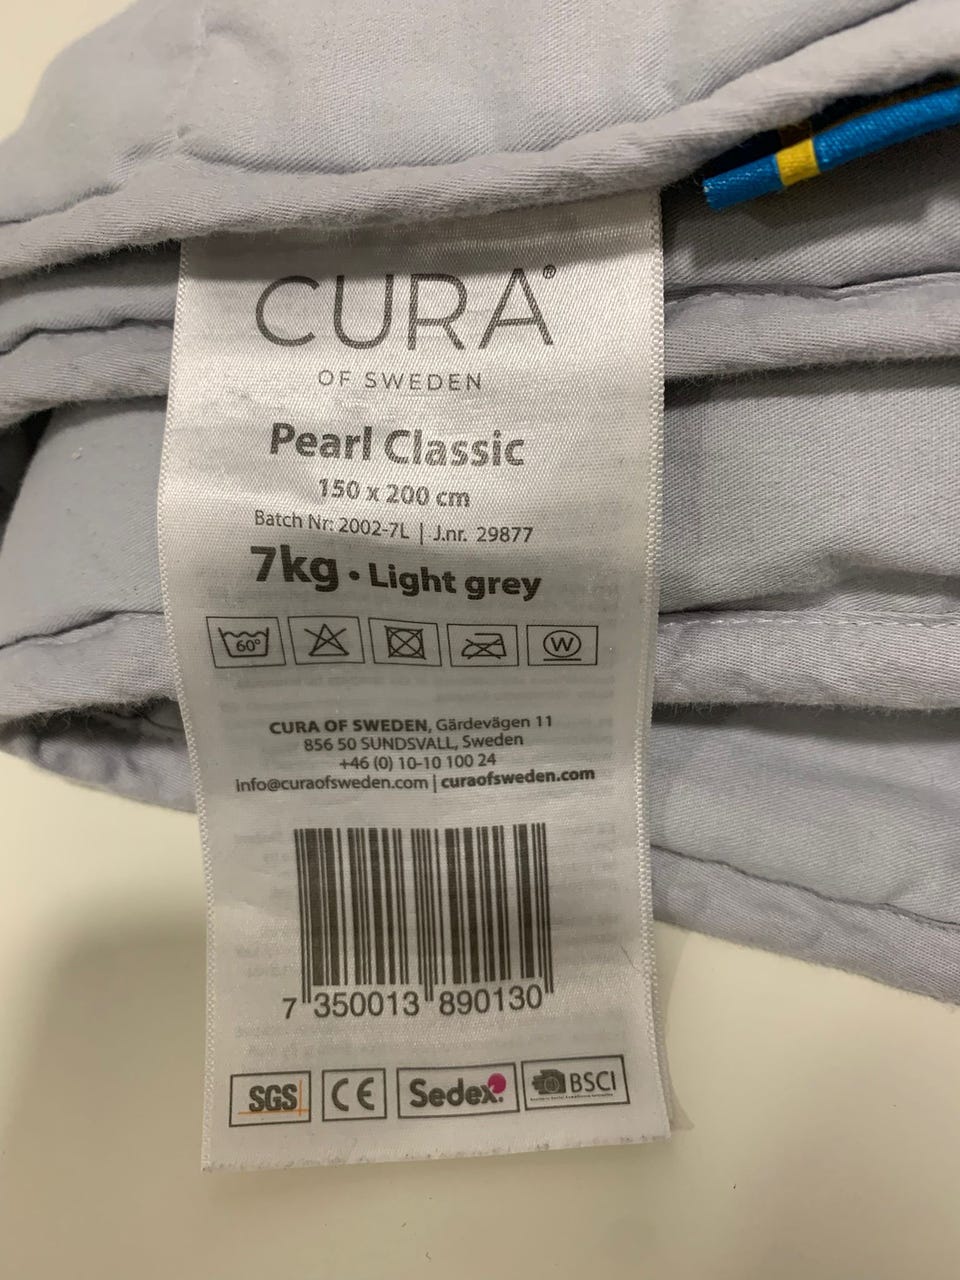 CURA®
OF SWEDEN
Pearl Classic
150 x 200 cm
Batch Nr: 2002-7L | J.nr. 29877
7kg • Light grey
60°
W
CURA OF SWEDEN, Gärdevägen 11
856 50 SUNDSVALL, Sweden
+46 (0) 10-10 100 24
info@curaofsweden.com | curaofsweden.com
7 350013 890130
SGS CE Sedex BSCI